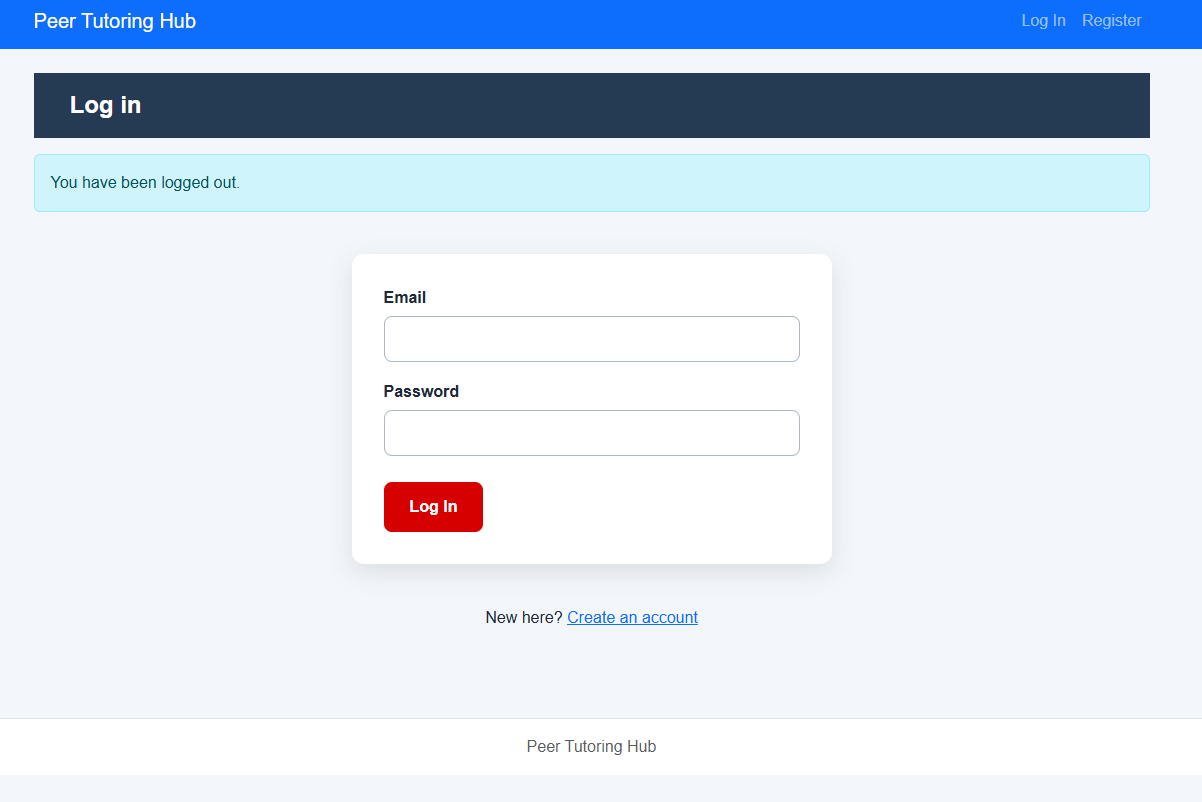 Peer Tutoring Hub Log In Register
Log in
You have been logged out.
Email
Password
Log In
New here? Create an account
Peer Tutoring Hub